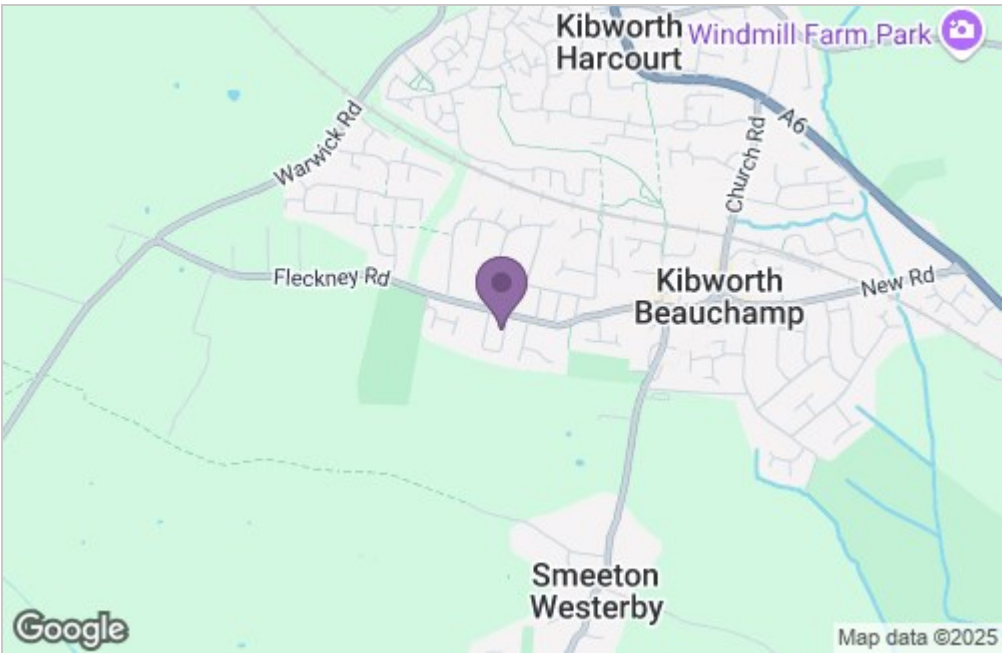 Kibworth
Harcourt
Windmill Farm Park
Warwick Rd
A6
Church Rd
Fleckney Rd
Kibworth
Beauchamp
New Rd
Smeeton
Westerby
Google
Map data ©2025